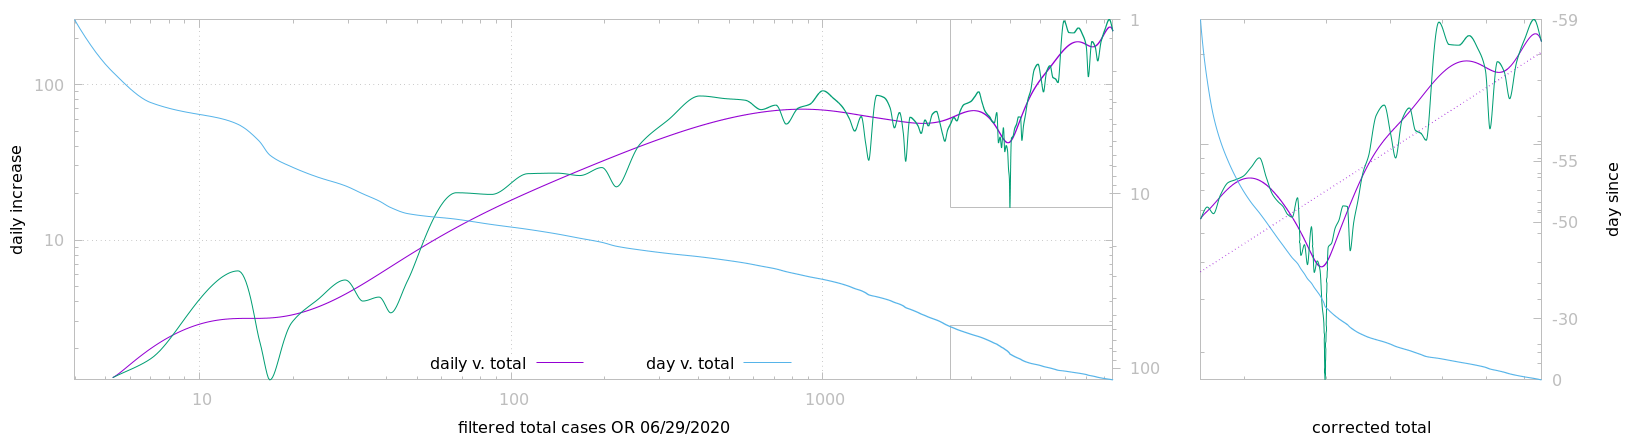 100
10
daily increase
10
100
1000
filtered total cases OR 06/29/2020
daily v. total
day v. total
1
10
100
-59
-55
-50
-30
0
day since
corrected total